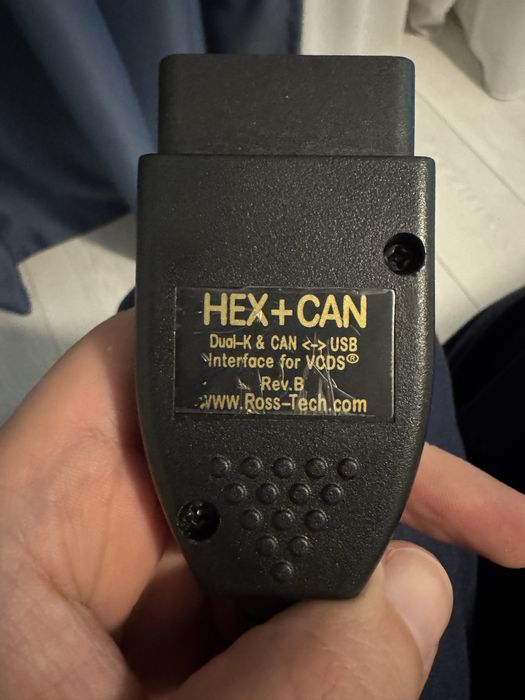 HEX+CAN
Dual-K & CAN <-> USB
Interface for VCDS®
Rev.B
www.Ross-Tech.com